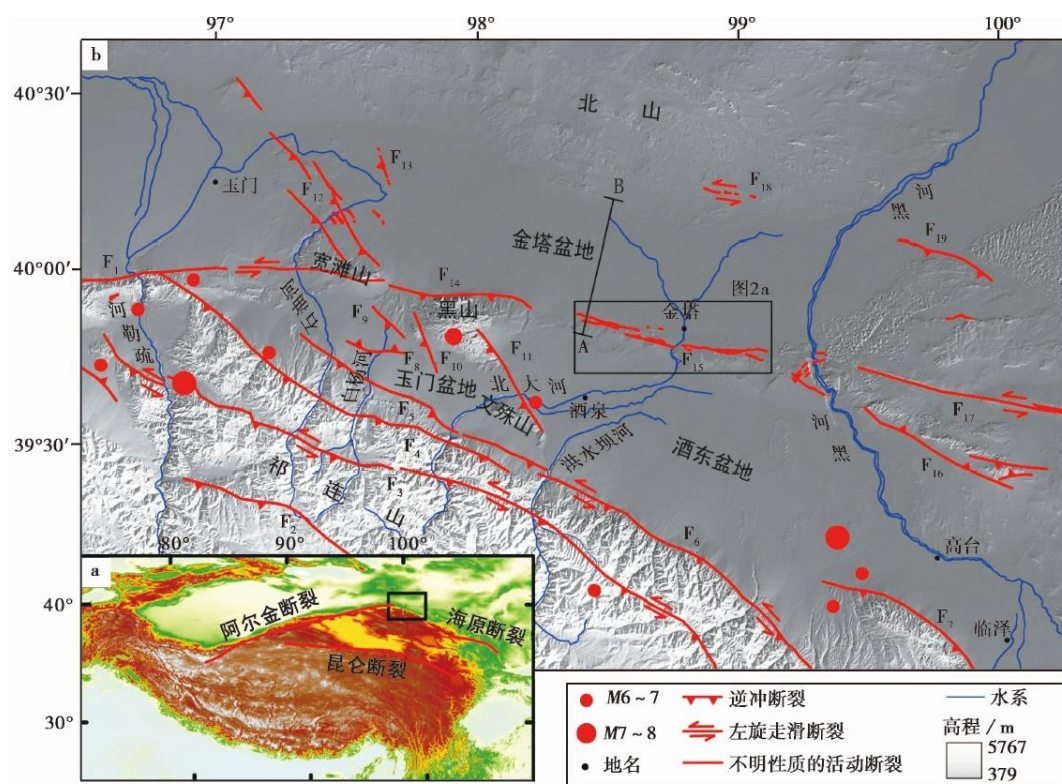 97°
98°
99°
100°
b
40°30′
40°00′
39°30′
北山
玉门
F₁₃
F₁₂
F₁₈
B
黑河
金塔盆地
F₁₉
F₁
宽滩山
F₁₄
图2a
疏勒河
黑山
金塔
F₉
A
F₈
F₁₀
F₁₁
F₁₅
白杨河
玉门盆地
北大河
文殊山
酒泉
F₂
F₄
洪水坝河
酒东盆地
黑河
F₁₇
F₁₆
祁连山
F₃
F₂
F₆
高台
F₇
临泽
80°
90°
100°
a
40°
30°
阿尔金断裂
海原断裂
昆仑断裂
M6~7
逆冲断裂
水系
M7~8
左旋走滑断裂
高程/m
5767
379
地名
不明性质的活动断裂